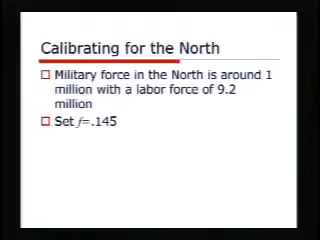 Calibrating for the North
Military force in the North is around 1
million with a labor force of 9.2
million
Set f=.145